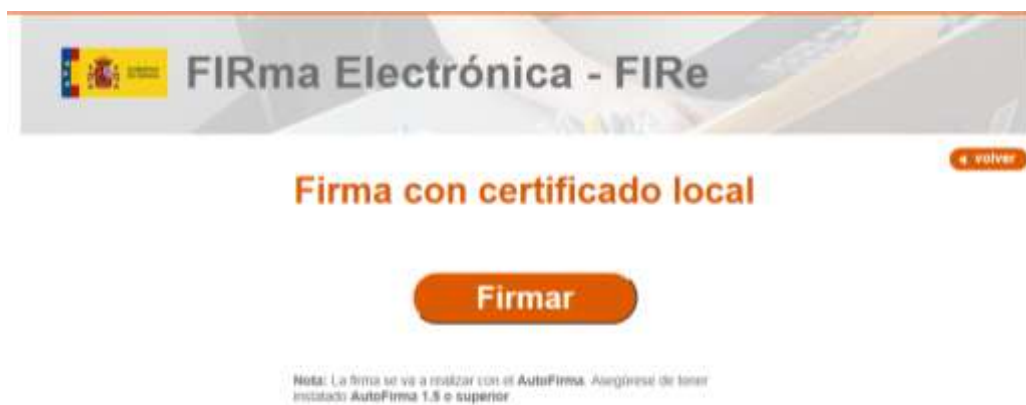 FIRma Electrónica - FIRe
volver
Firma con certificado local
Firmar
Nota: La firma se va a realizar con el AutoFirma. Asegúrese de tener
instalado AutoFirma 1.5 o superior